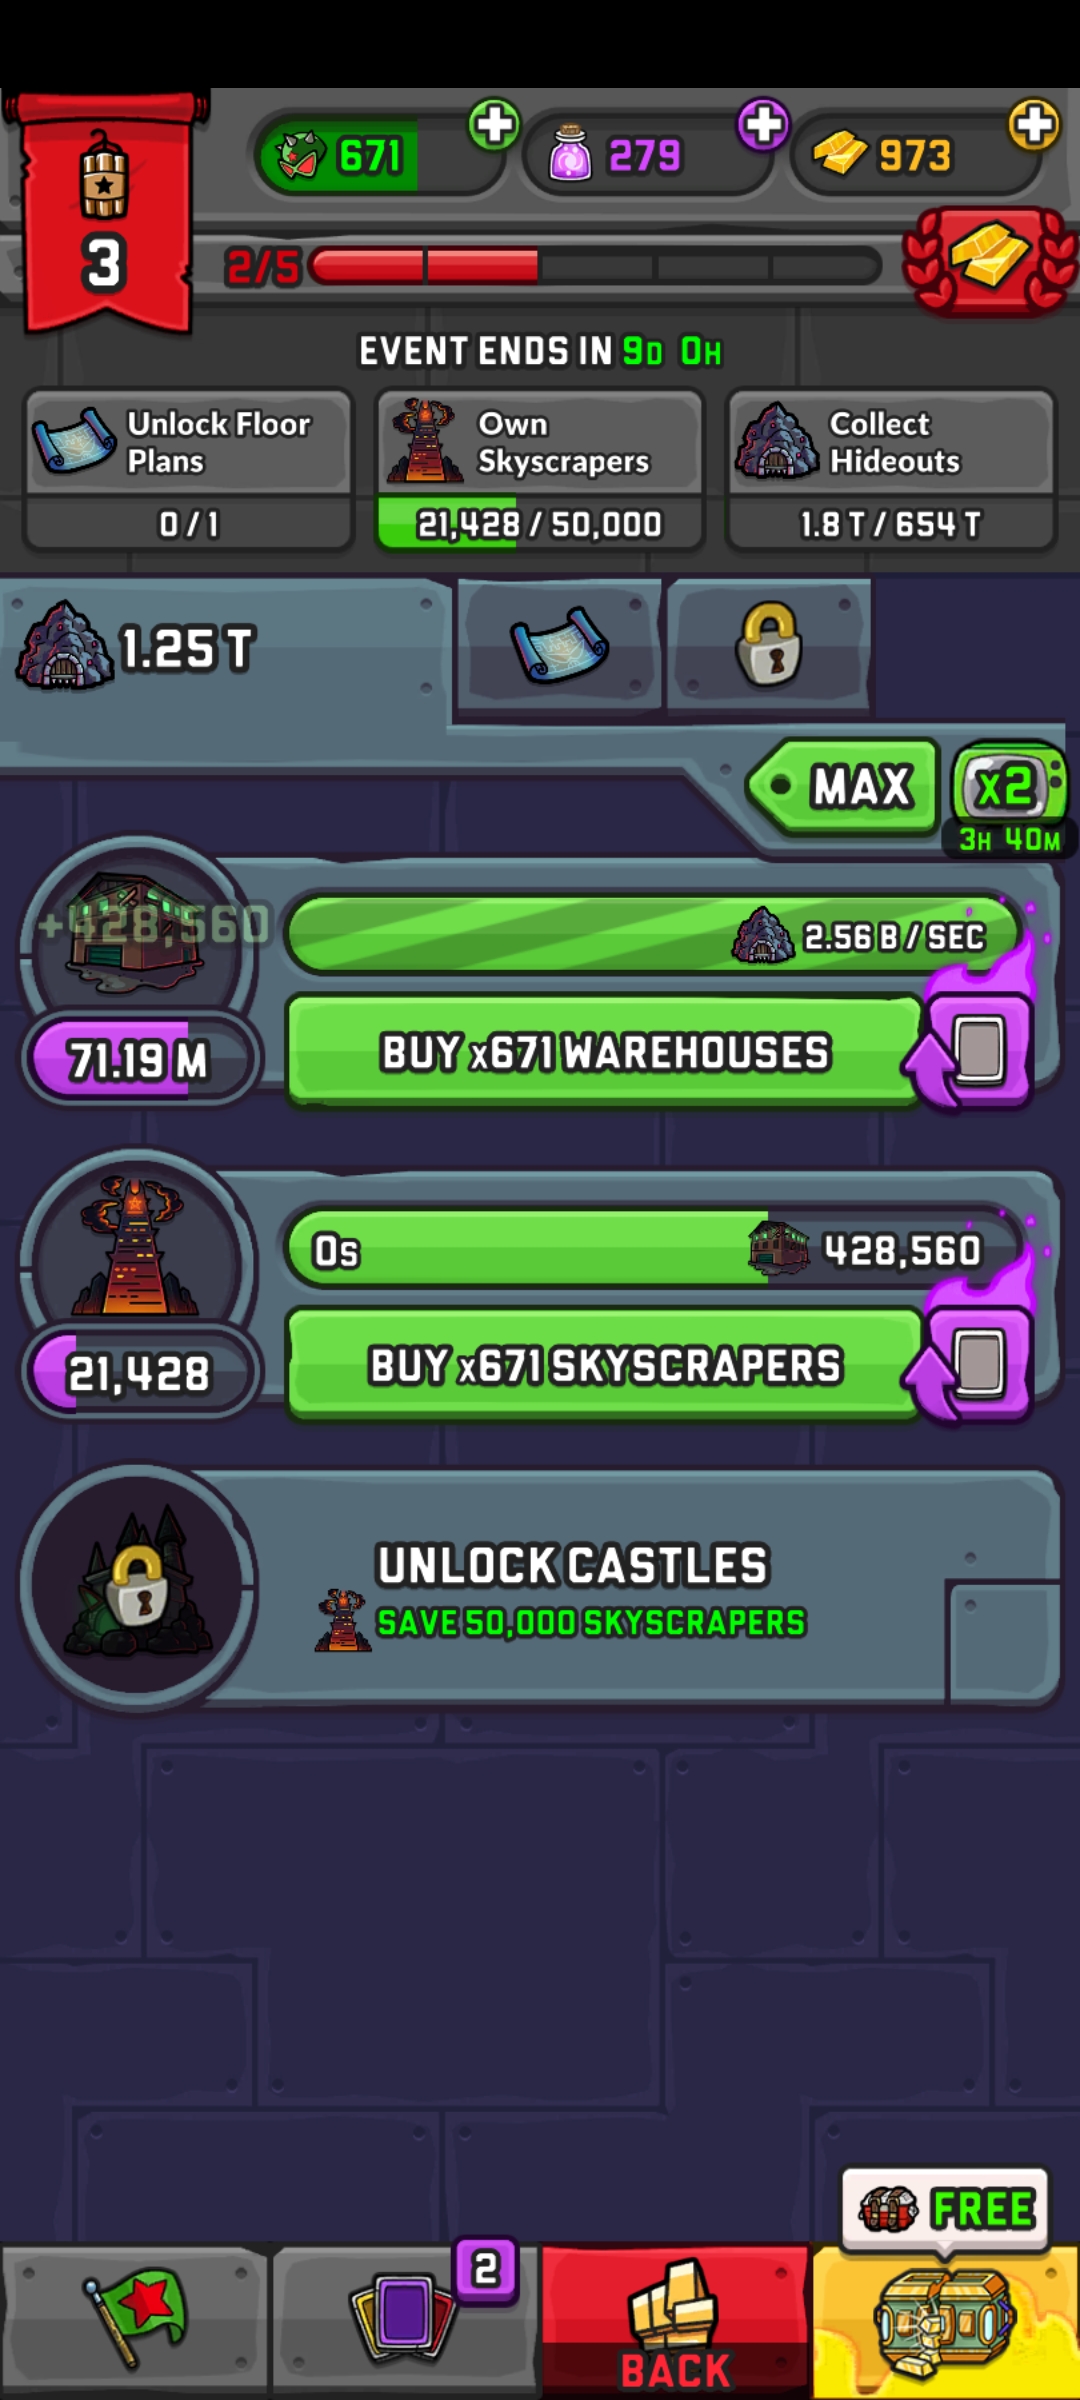 671
279
973
3
2/5
EVENT ENDS IN 9D 0H
Unlock Floor Plans
0 / 1
Own Skyscrapers
21,428 / 50,000
Collect Hideouts
1.8 T / 654 T
1.25 T
MAX
x2
3H 40M
+428,560
2.56 B / SEC
71.19 M
BUY x671 WAREHOUSES
0s
428,560
21,428
BUY x671 SKYSCRAPERS
UNLOCK CASTLES
SAVE 50,000 SKYSCRAPERS
FREE
2
BACK